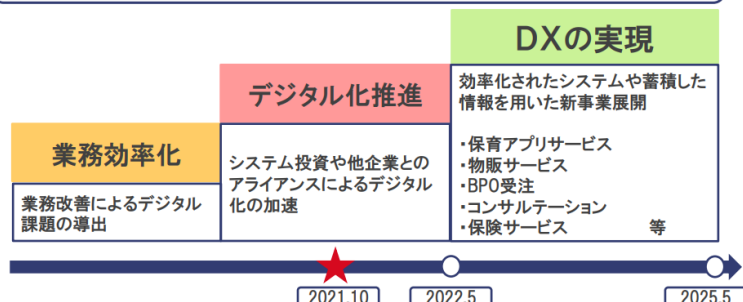 DXの実現
デジタル化推進
業務効率化
効率化されたシステムや蓄積した
情報を用いた新事業展開
・保育アプリサービス
・物販サービス
・BPO受注
・コンサルテーション
・保険サービス 等
システム投資や他企業との
アライアンスによるデジタル
化の加速
業務改善によるデジタル
課題の導出
2021.10
2022.5
2025.5